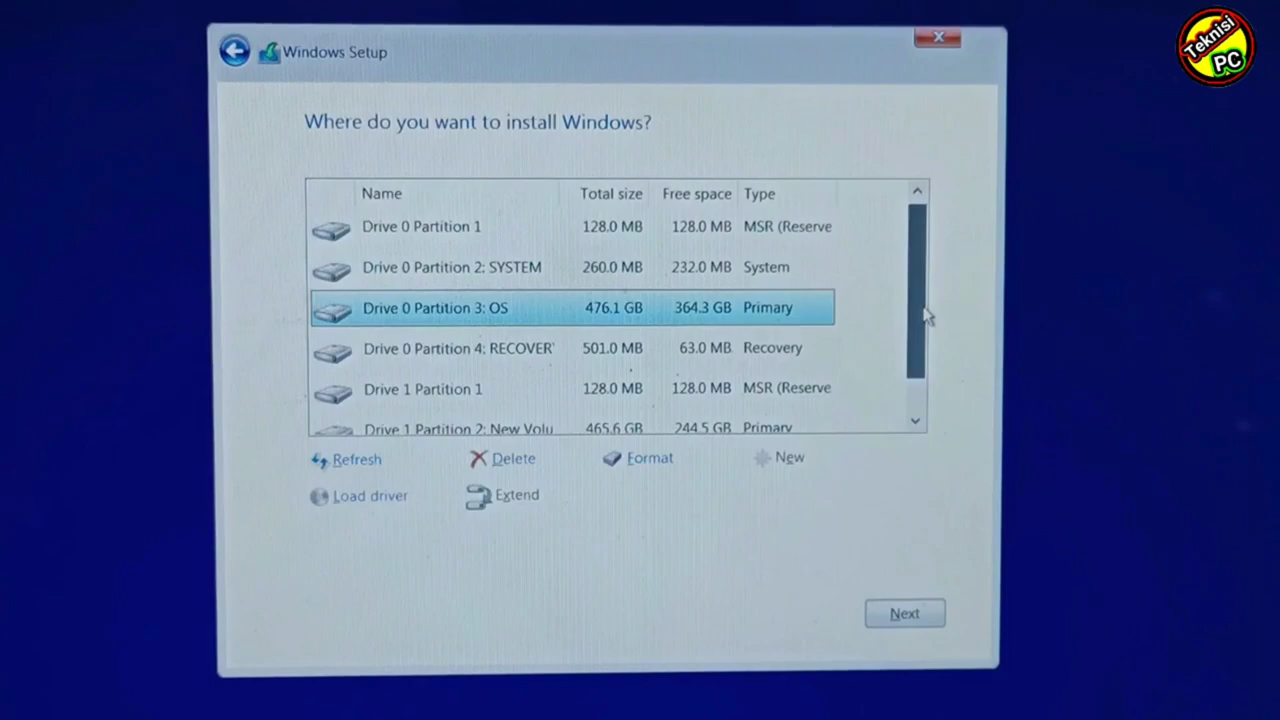 Teknisi
PC
Windows Setup
Where do you want to install Windows?
Name Total size Free space Type
Drive 0 Partition 1 128.0 MB 128.0 MB MSR (Reserve
Drive 0 Partition 2: SYSTEM 260.0 MB 232.0 MB System
Drive 0 Partition 3: OS 476.1 GB 364.3 GB Primary
Drive 0 Partition 4: RECOVER 501.0 MB 63.0 MB Recovery
Drive 1 Partition 1 128.0 MB 128.0 MB MSR (Reserve
Drive 1 Partition 2: New Volu 465.6 GB 244.5 GB Primary
Refresh Delete Format New
Load driver Extend
Next